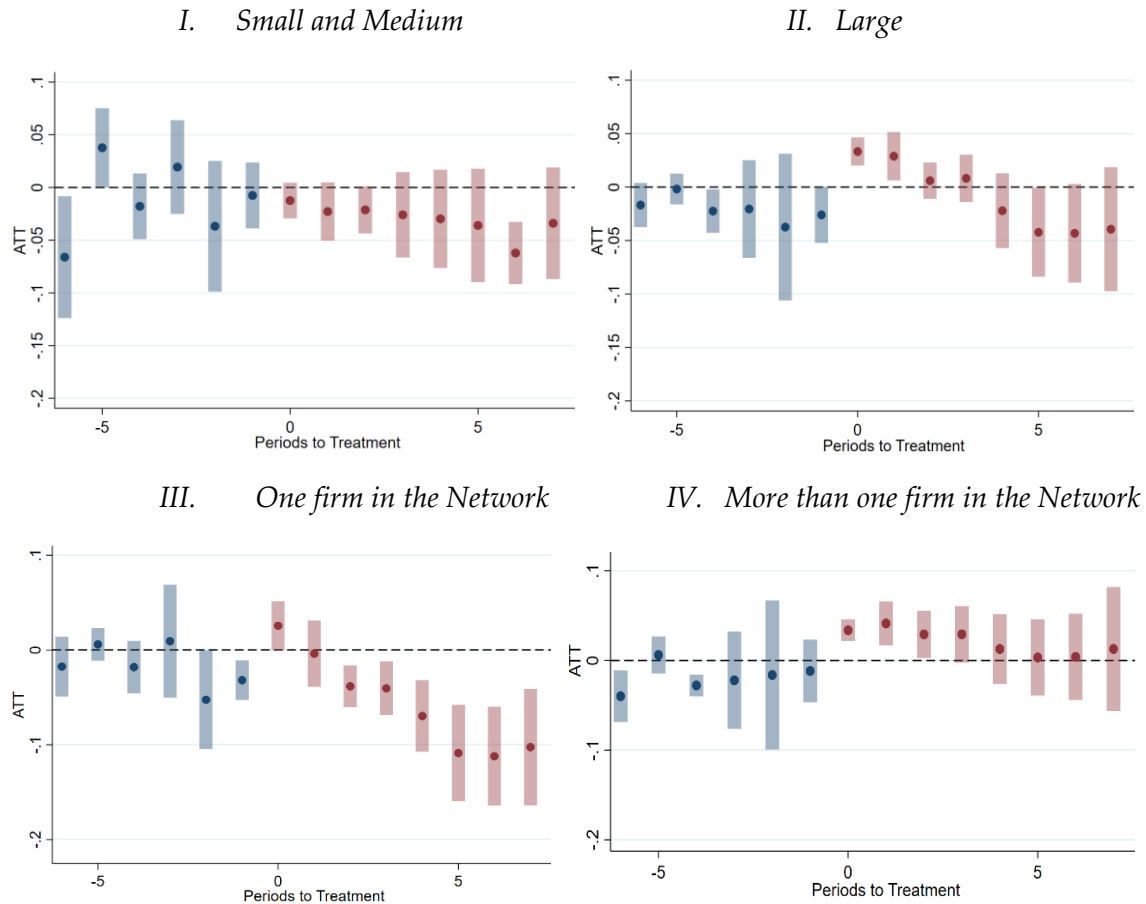 I. Small and Medium
II. Large
.1
.05
0
-.05
-.1
-.15
-.2
ATT
-5
0
5
Periods to Treatment
.1
.05
0
-.05
-.1
-.15
-.2
ATT
-5
0
5
Periods to Treatment
III. One firm in the Network
IV. More than one firm in the Network
.1
0
-.1
-.2
ATT
-5
0
5
Periods to Treatment
.1
0
-.1
-.2
ATT
-5
0
5
Periods to Treatment